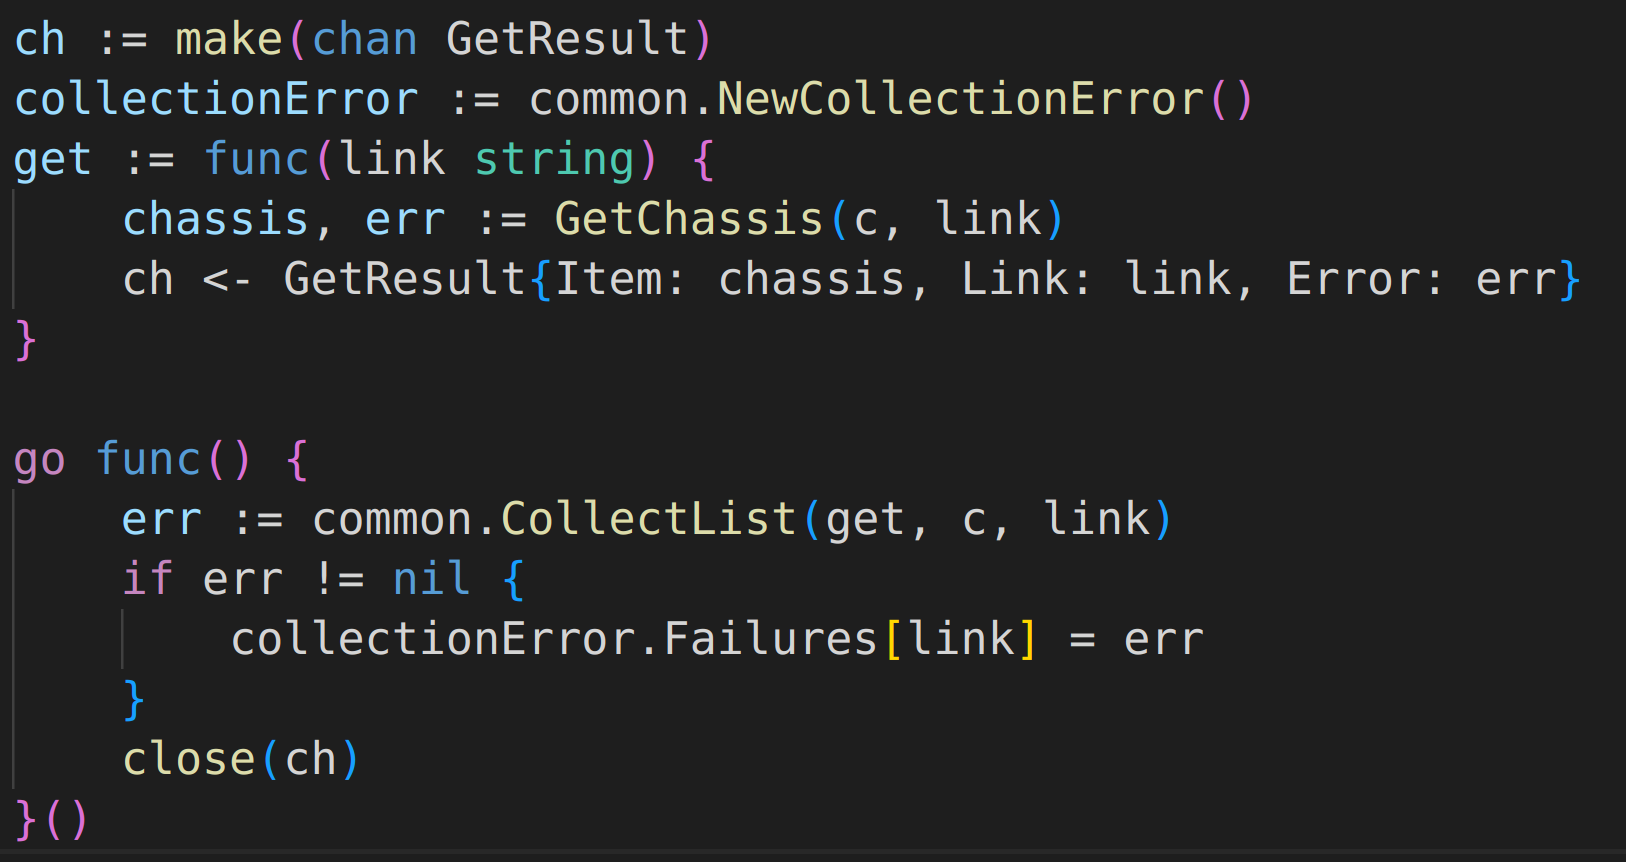 ch := make(chan GetResult)
collectionError := common.NewCollectionError()
get := func(link string) {
    chassis, err := GetChassis(c, link)
    ch <- GetResult{Item: chassis, Link: link, Error: err}
}

go func() {
    err := common.CollectList(get, c, link)
    if err != nil {
        collectionError.Failures[link] = err
    }
    close(ch)
}()